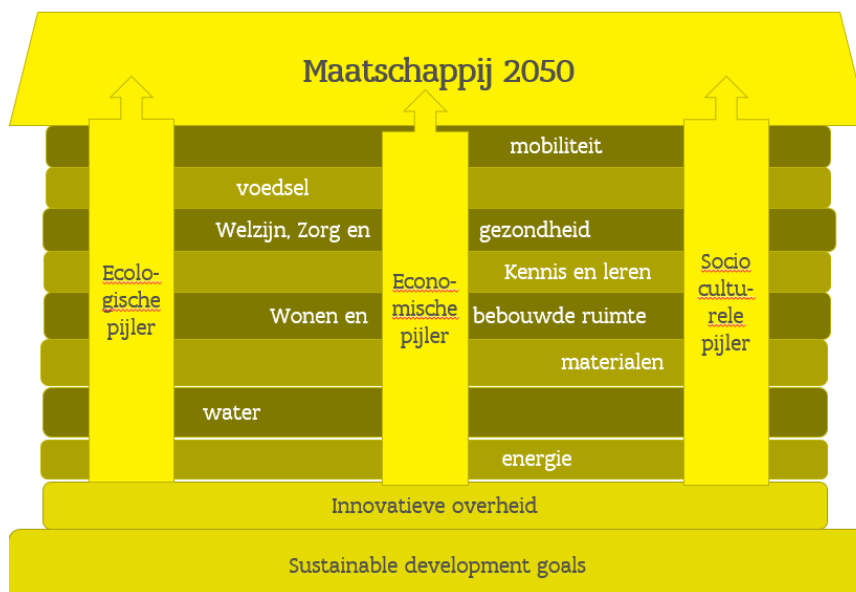 Maatschappij 2050
mobiliteit
voedsel
Welzijn, Zorg en gezondheid
Kennis en leren
Wonen en bebouwde ruimte
materialen
water
energie
Ecolo-
gische
pijler
Econo-
mische
pijler
Socio
cultu-
rele
pijler
Innovatieve overheid
Sustainable development goals